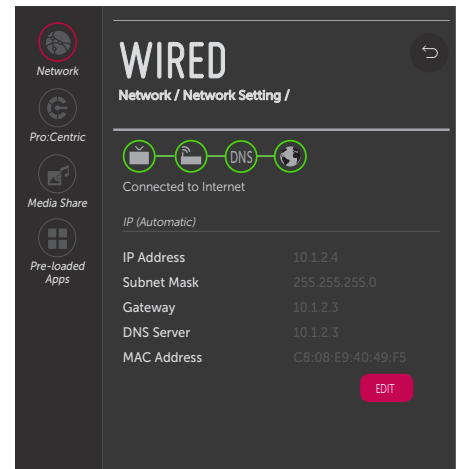 WIRED
Network / Network Setting /
Network
Pro:Centric
Media Share
Pre-loaded
Apps
DNS
Connected to Internet
IP (Automatic)
IP Address 10.1.2.4
Subnet Mask 255.255.255.0
Gateway 10.1.2.3
DNS Server 10.1.2.3
MAC Address C8:08:E9:40:49:F5
EDIT